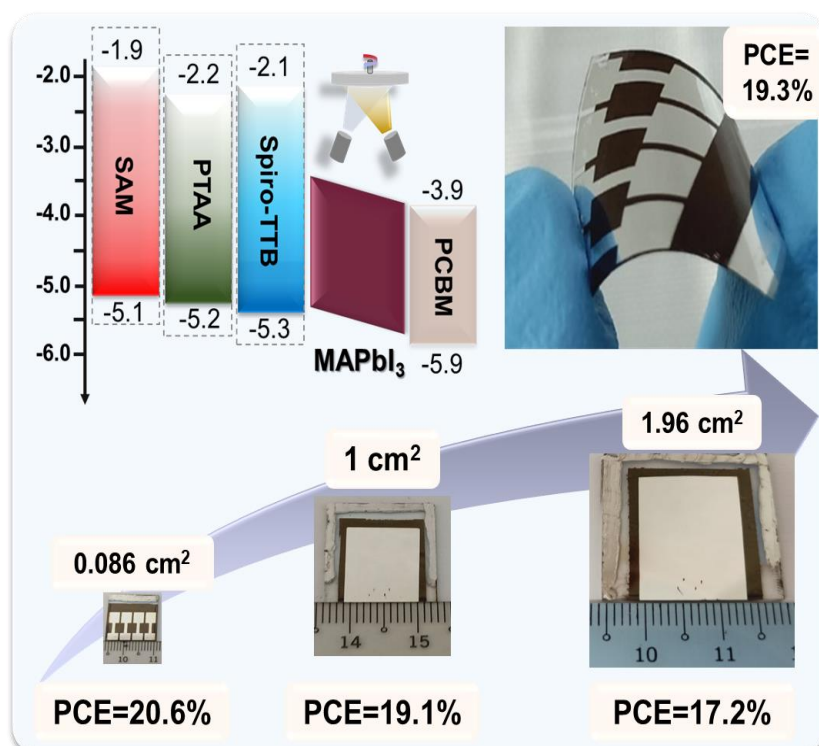 -2.0
-3.0
-4.0
-5.0
-6.0
-1.9
SAM
-5.1
-2.2
PTAA
-5.2
-2.1
Spiro-TTB
-5.3
MAPbI₃
-3.9
PCBM
-5.9
PCE=
19.3%
0.086 cm²
10 11
PCE=20.6%
1 cm²
14 15
PCE=19.1%
1.96 cm²
10 11
PCE=17.2%